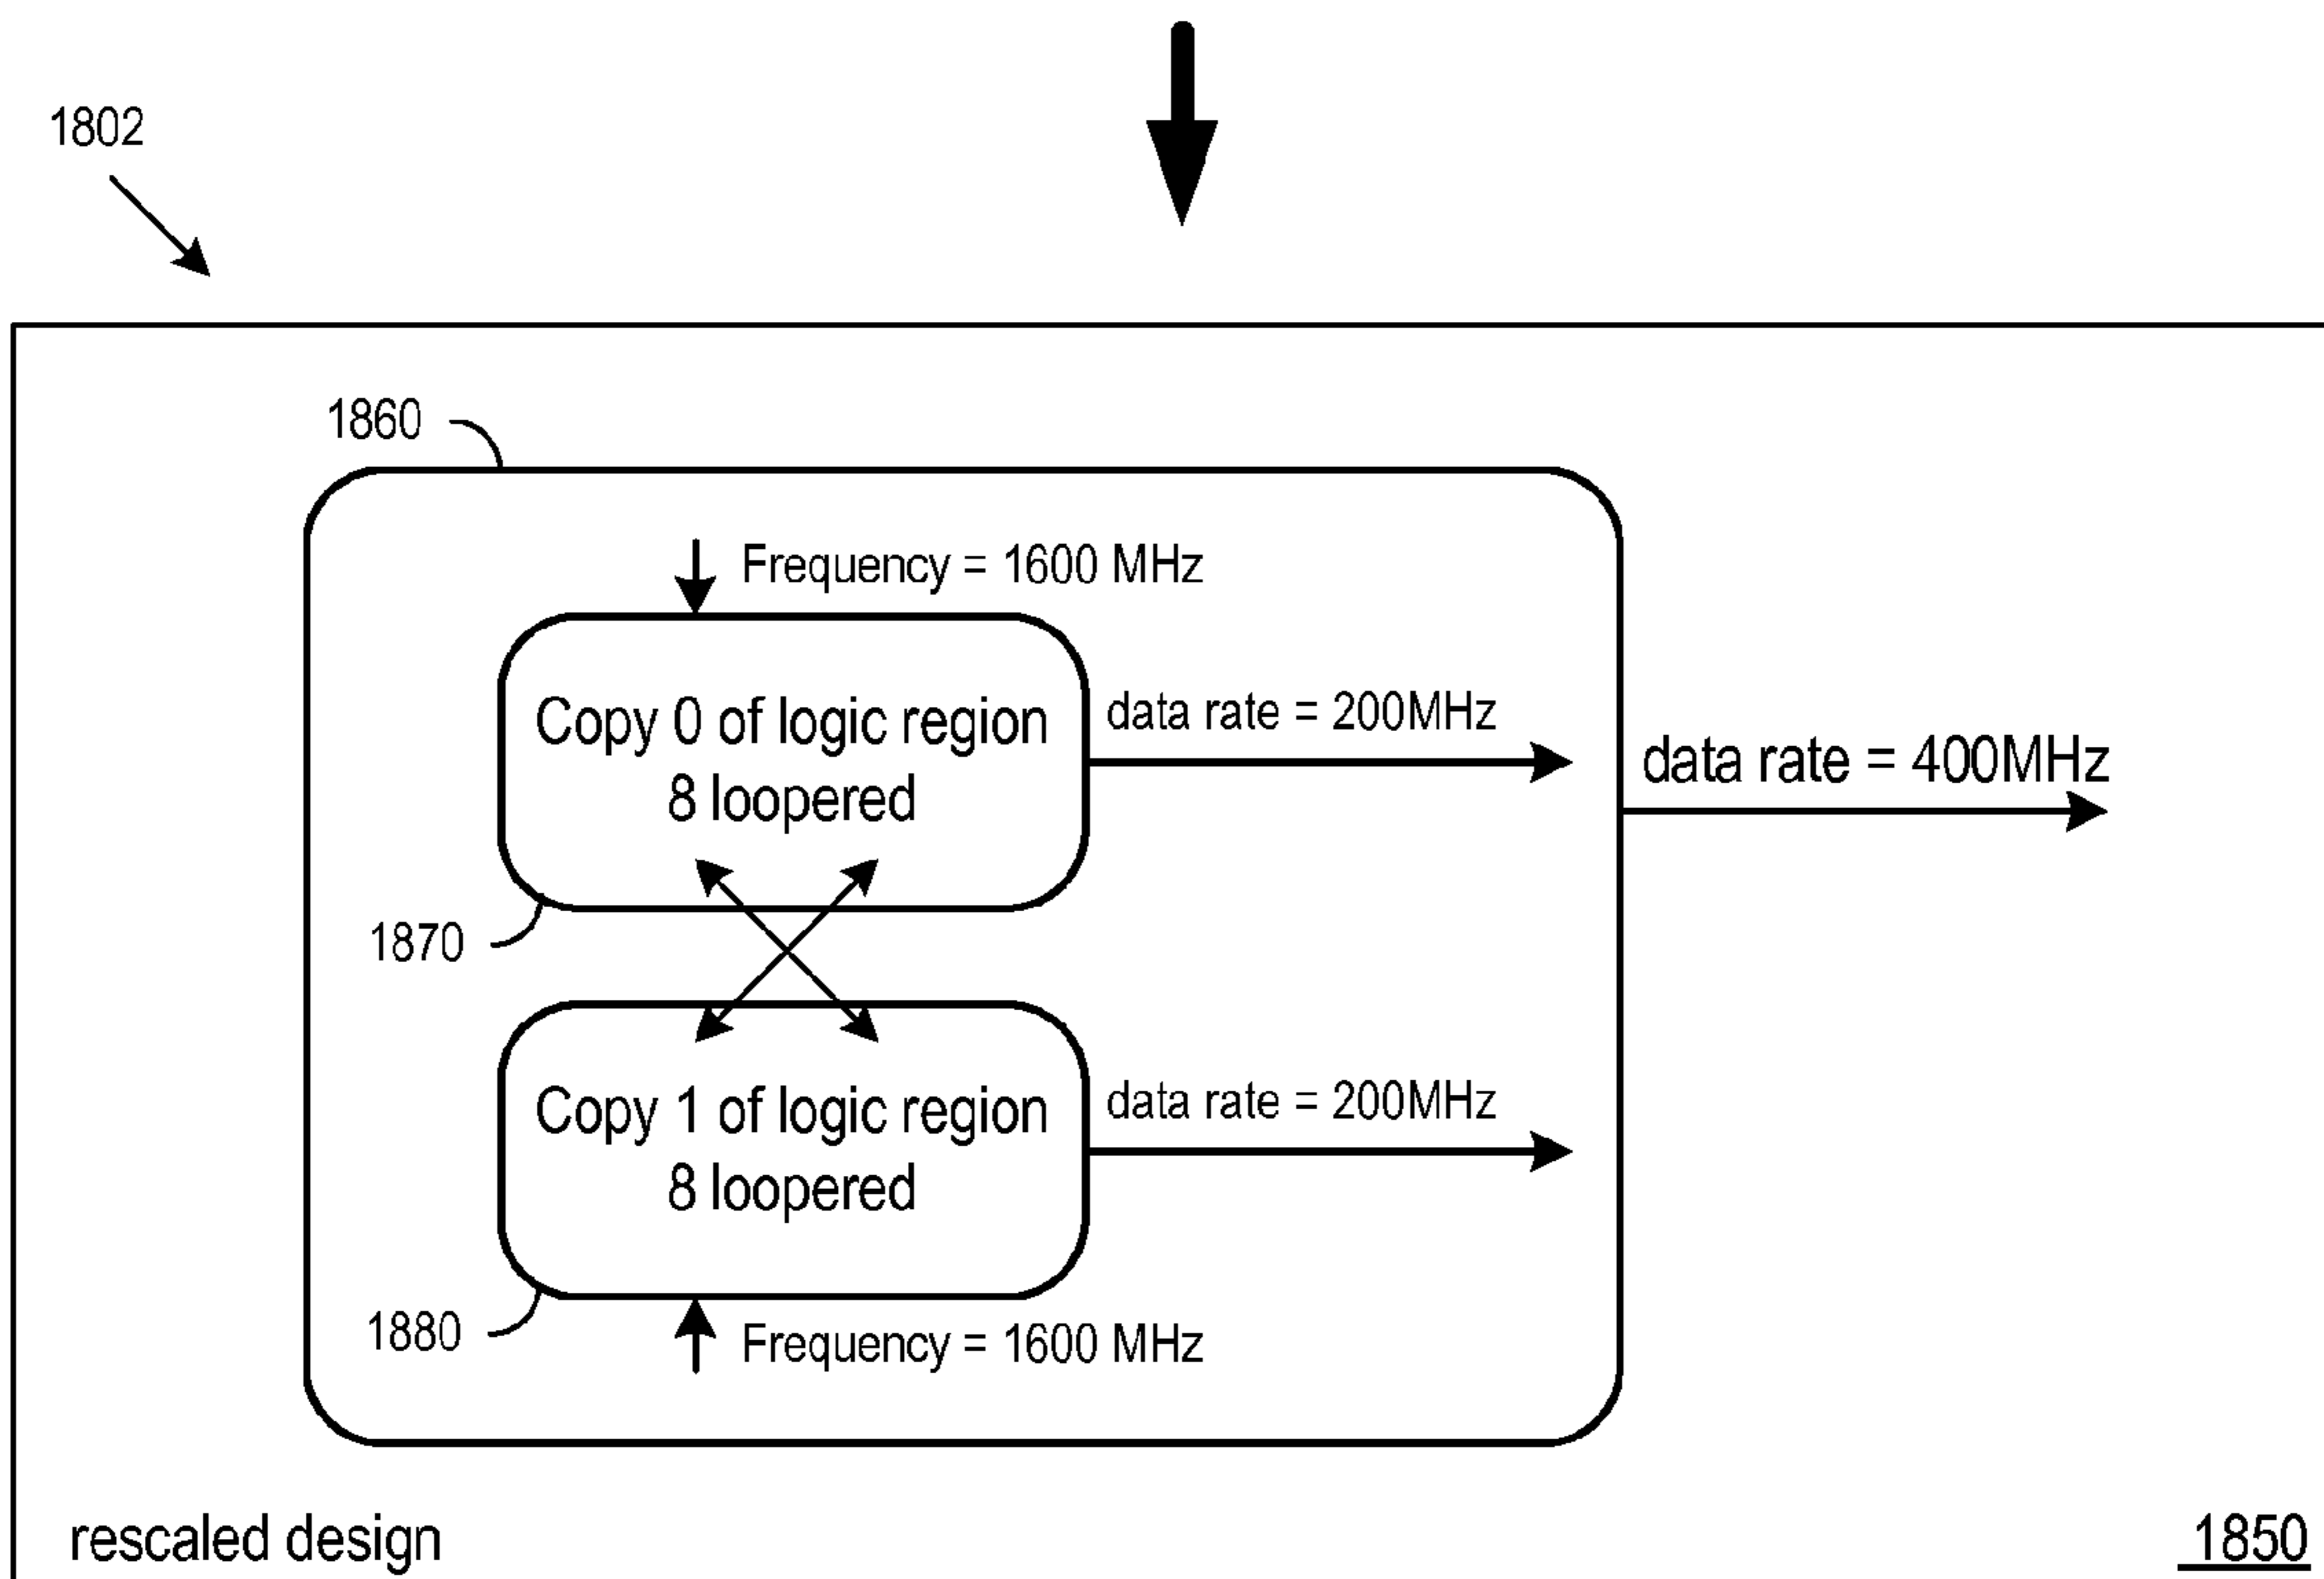 1802
1860
Frequency = 1600 MHz
Copy 0 of logic region
8 loopered
data rate = 200MHz
data rate = 400MHz
1870
Copy 1 of logic region
8 loopered
data rate = 200MHz
1880
Frequency = 1600 MHz
rescaled design
1850